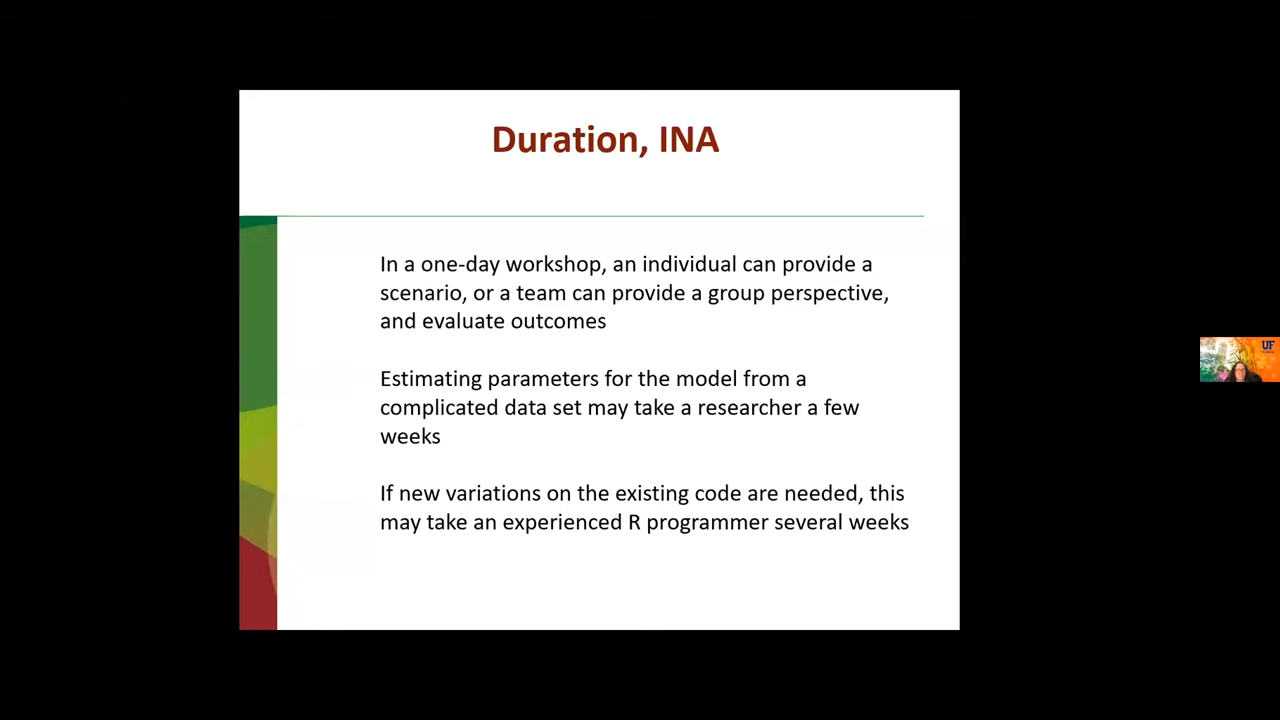 Duration, INA
In a one-day workshop, an individual can provide a
scenario, or a team can provide a group perspective,
and evaluate outcomes
Estimating parameters for the model from a
complicated data set may take a researcher a few
weeks
If new variations on the existing code are needed, this
may take an experienced R programmer several weeks
UF